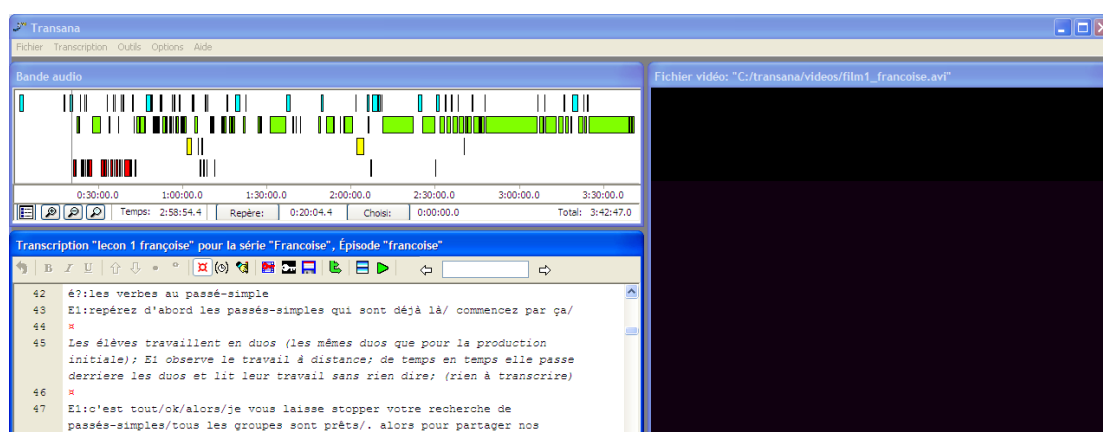 Transana
Fichier Transcription Outils Options Aide
Bande audio
Fichier vidéo: "C:/transana/videos/film1_francoise.avi"
0:30:00.0 1:00:00.0 1:30:00.0 2:00:00.0 2:30:00.0 3:00:00.0 3:30:00.0
Temps: 2:58:54.4 Repère: 0:20:04.4 Choisi: 0:00:00.0 Total: 3:42:47.0
Transcription "lecon 1 françoise" pour la série "Francoise", Épisode "francoise"
B I U
42 é?:les verbes au passé-simple
43 E1:repérez d'abord les passés-simples qui sont déjà là/ commencez par ça/
44 ¤
45 Les élèves travaillent en duos (les mêmes duos que pour la production
initiale); E1 observe le travail à distance; de temps en temps elle passe
derriere les duos et lit leur travail sans rien dire; (rien à transcrire)
46 ¤
47 E1:c'est tout/ok/alors/je vous laisse stopper votre recherche de
passés-simples/tous les groupes sont prêts/. alors pour partager nos